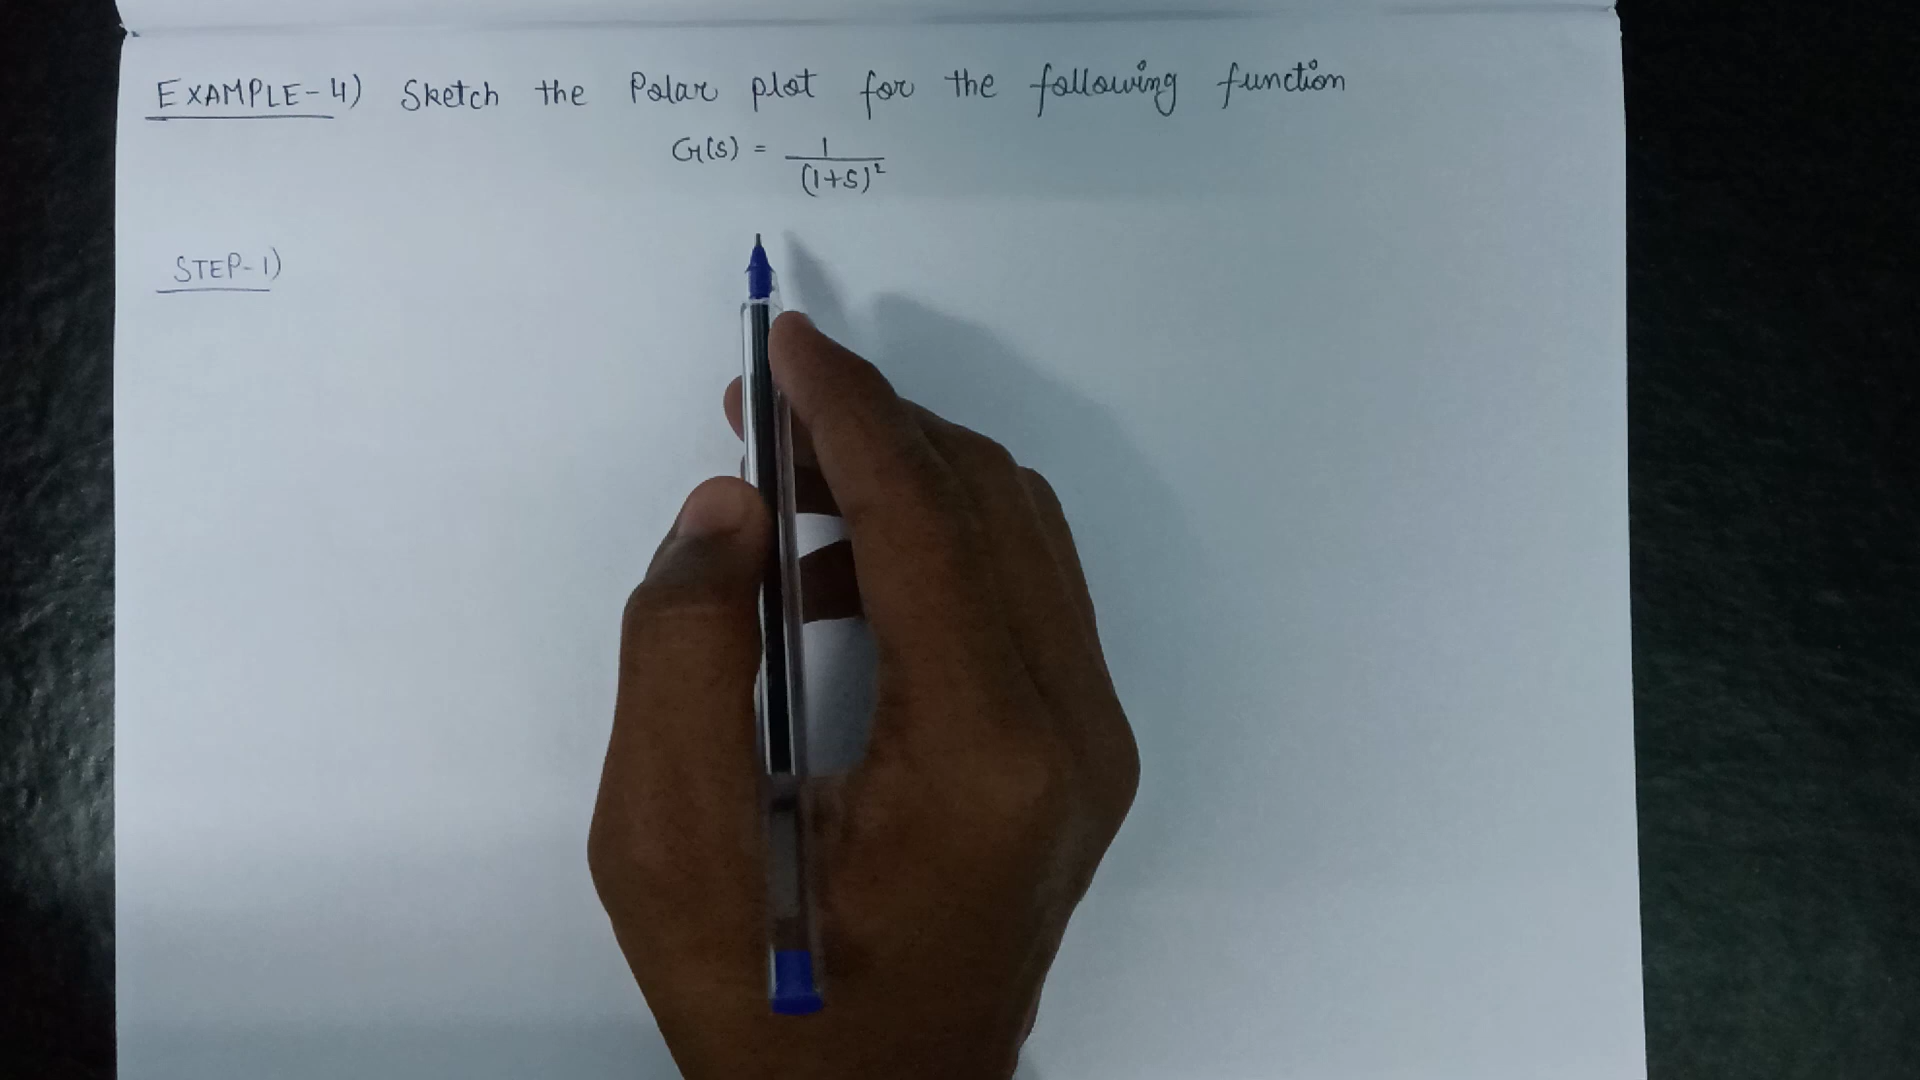 EXAMPLE-4) Sketch the Polar plot for the following function
G(s) = 1/(1+s)²
STEP-1)